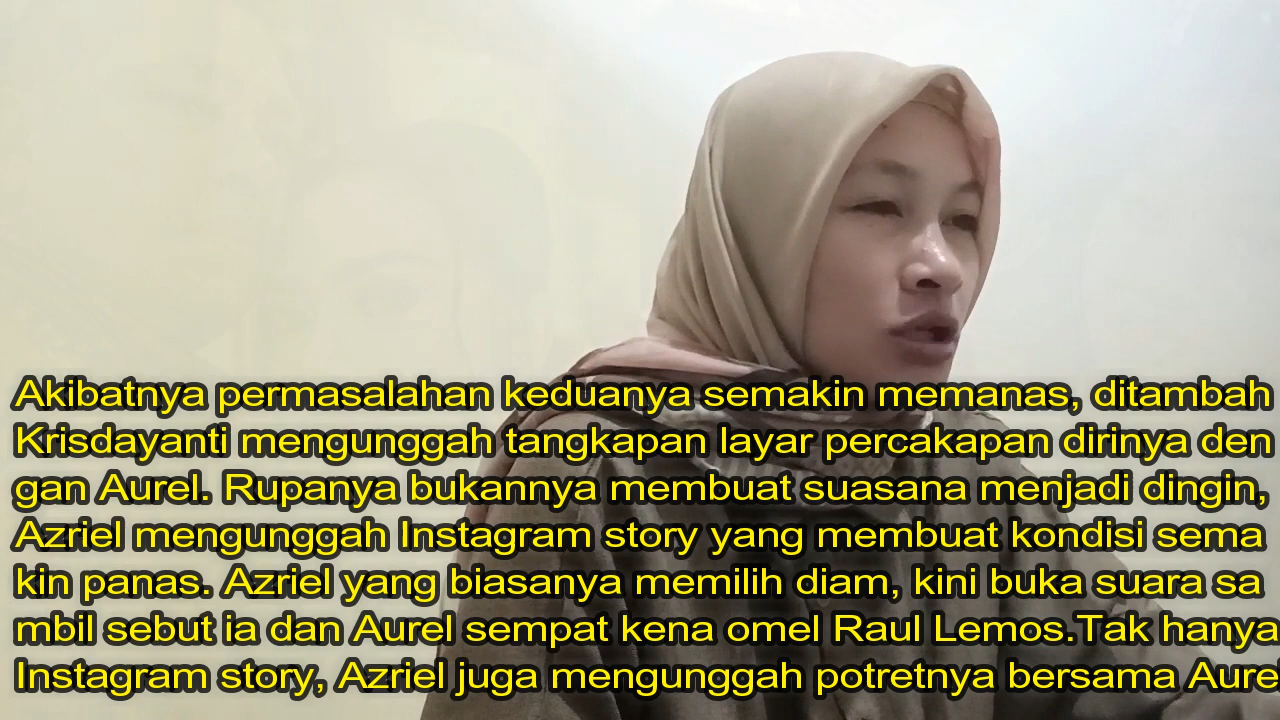 Akibatnya permasalahan keduanya semakin memanas, ditambah
Krisdayanti mengunggah tangkapan layar percakapan dirinya den
gan Aurel. Rupanya bukannya membuat suasana menjadi dingin,
Azriel mengunggah Instagram story yang membuat kondisi sema
kin panas. Azriel yang biasanya memilih diam, kini buka suara sa
mbil sebut ia dan Aurel sempat kena omel Raul Lemos.Tak hanya
Instagram story, Azriel juga mengunggah potretnya bersama Aure